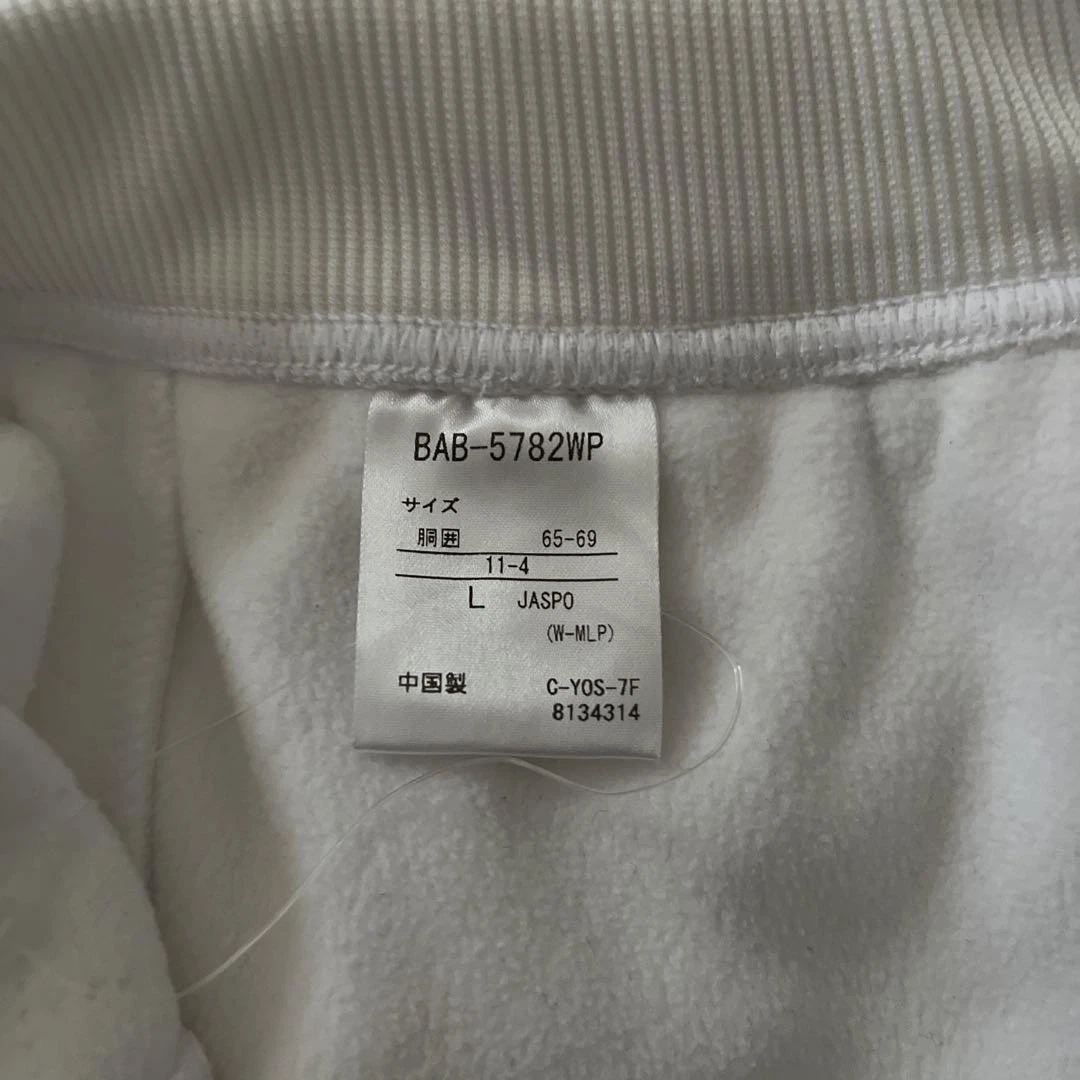 BAB-5782WP
サイズ
胴囲 65-69
11-4
L JASPO
(W-MLP)
中国製 C-YOS-7F
8134314